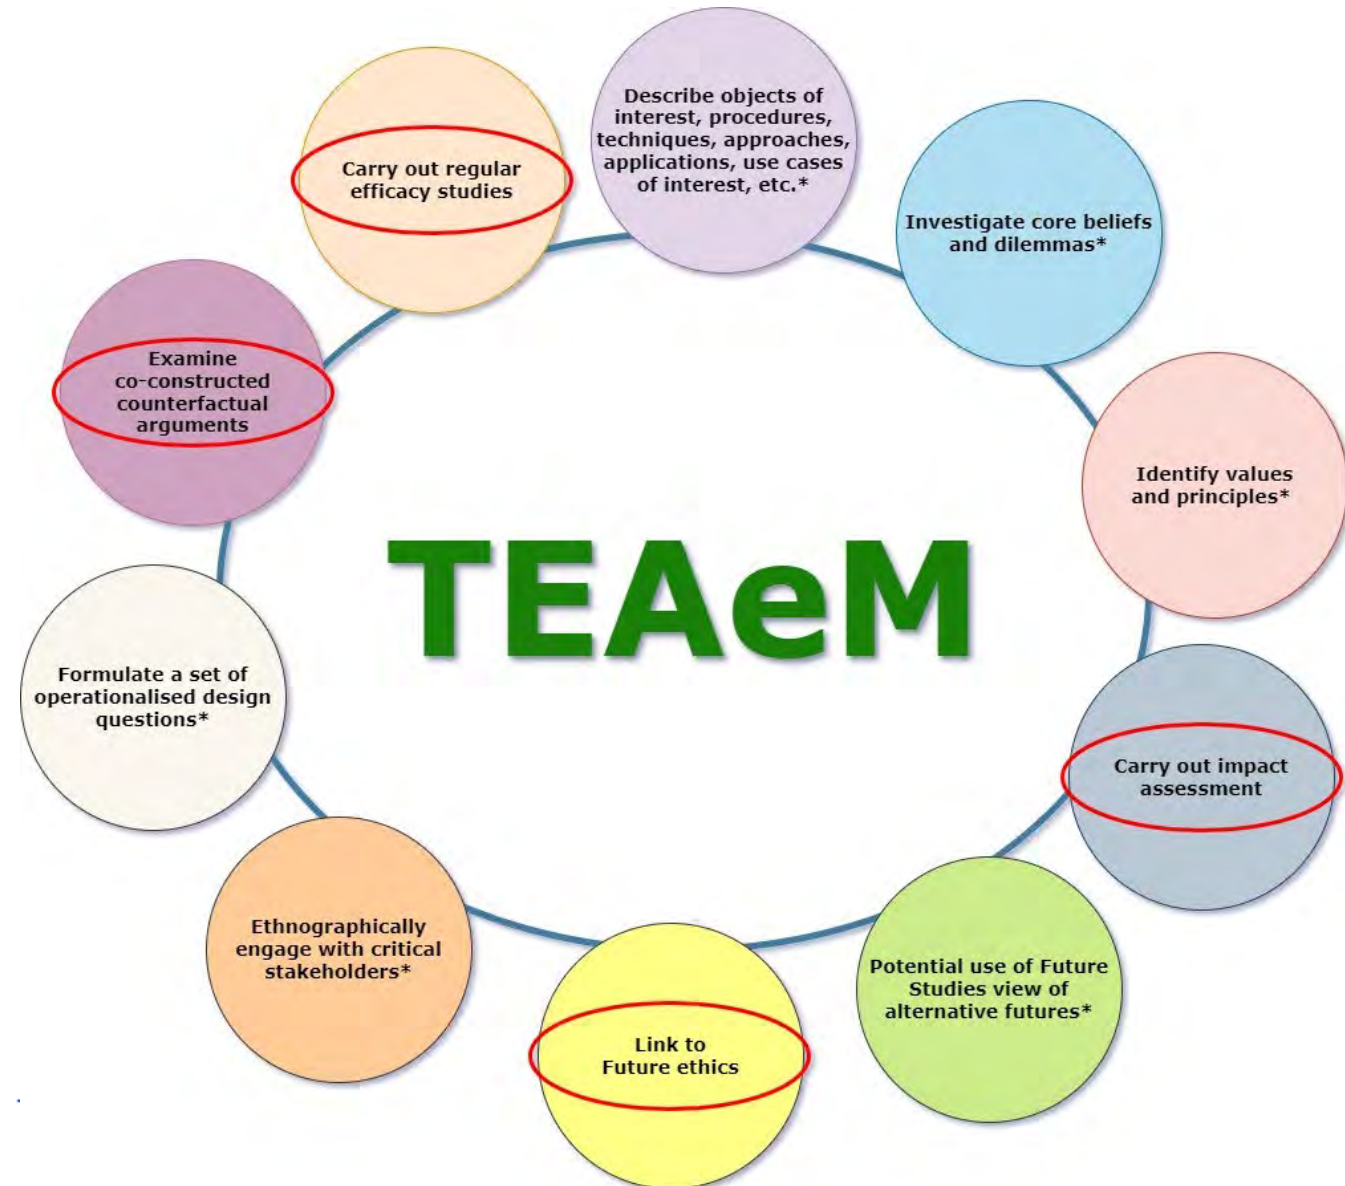 Describe objects of
interest, procedures,
techniques, approaches,
applications, use cases
of interest, etc.*
Investigate core beliefs
and dilemmas*
Identify values
and principles*
Carry out impact
assessment
Potential use of Future
Studies view of
alternative futures*
Link to
Future ethics
Ethnographically
engage with critical
stakeholders*
Formulate a set of
operationalised design
questions*
Examine
co-constructed
counterfactual
arguments
Carry out regular
efficacy studies
TEAeM